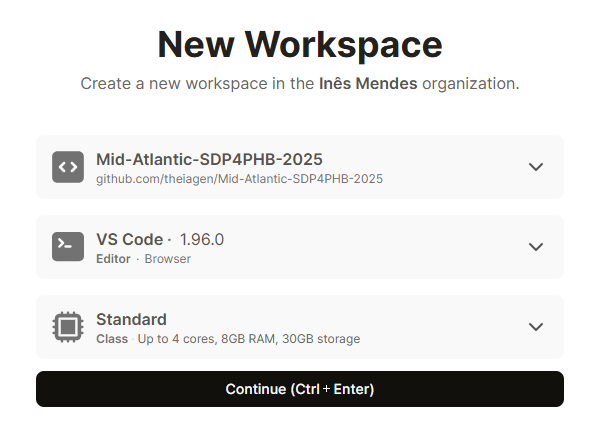 New Workspace
Create a new workspace in the Inês Mendes organization.
Mid-Atlantic-SDP4PHB-2025
github.com/theiagen/Mid-Atlantic-SDP4PHB-2025
VS Code · 1.96.0
Editor · Browser
Standard
Class · Up to 4 cores, 8GB RAM, 30GB storage
Continue (Ctrl + Enter)